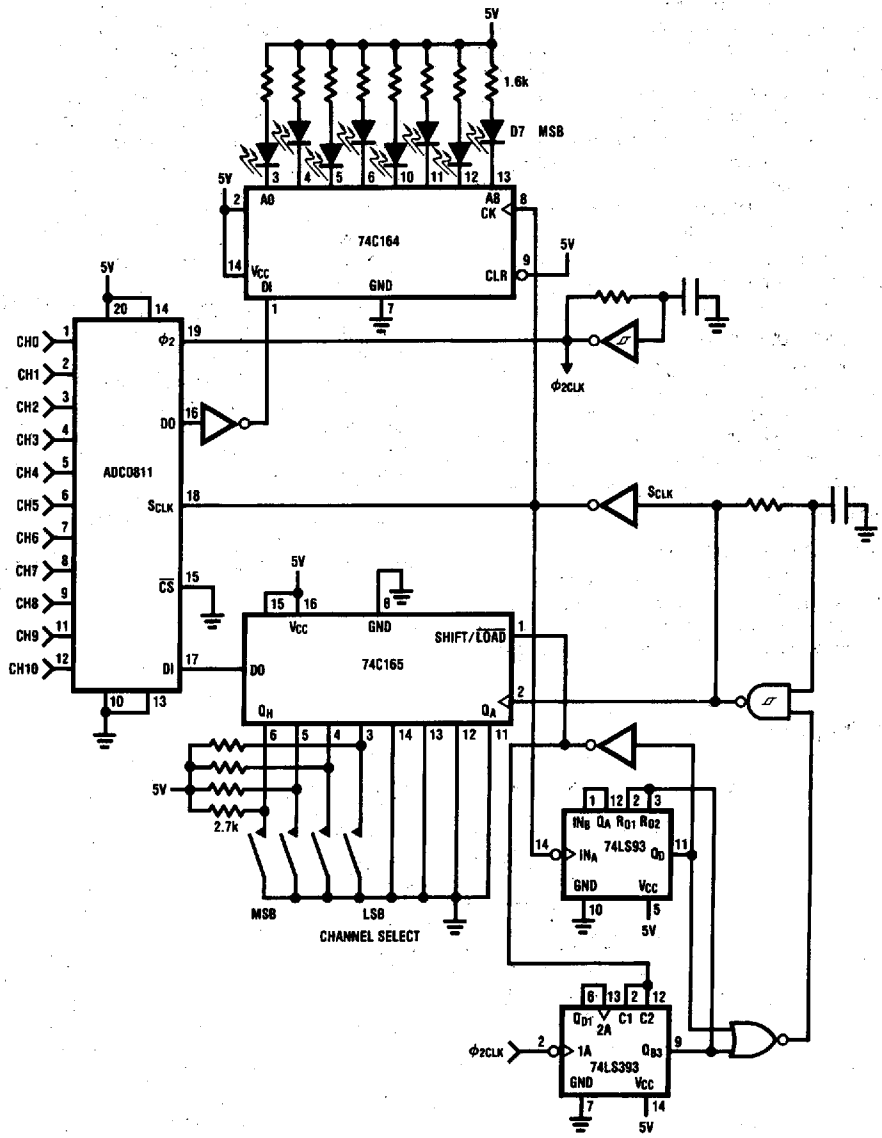 5V
1.6k
D7 MSB
3 4 5 6 10 11 12 13
5V
2
A0
A8
CK
8
74C164
5V
14
VCC
DI
GND
CLR
9
1
7
5V
20 14
CH0 1
ϕ2 19
ϕ2CLK
CH1 2
CH2 3
DO 16
CH3 4
CH4 5
ADC0811
CH5 6
SCLK 18
SCLK
CH6 7
CH7 8
CS 15
CH8 9
CH9 11
CH10 12
DI 17
10 13
5V
15 16
VCC
8
GND
SHIFT/LOAD 1
DO
74C165
2
QH
QA
6 5 4 3 14 13 12 11
5V
2.7k
MSB
LSB
CHANNEL SELECT
1 12 2 3
INB QA R01 R02
14
INA
74LS93
QD 11
GND
VCC
10
5
5V
6 13 2 12
QD1
2A
C1 C2
ϕ2CLK
2
1A
QB3 9
74LS393
GND
VCC
7
14
5V